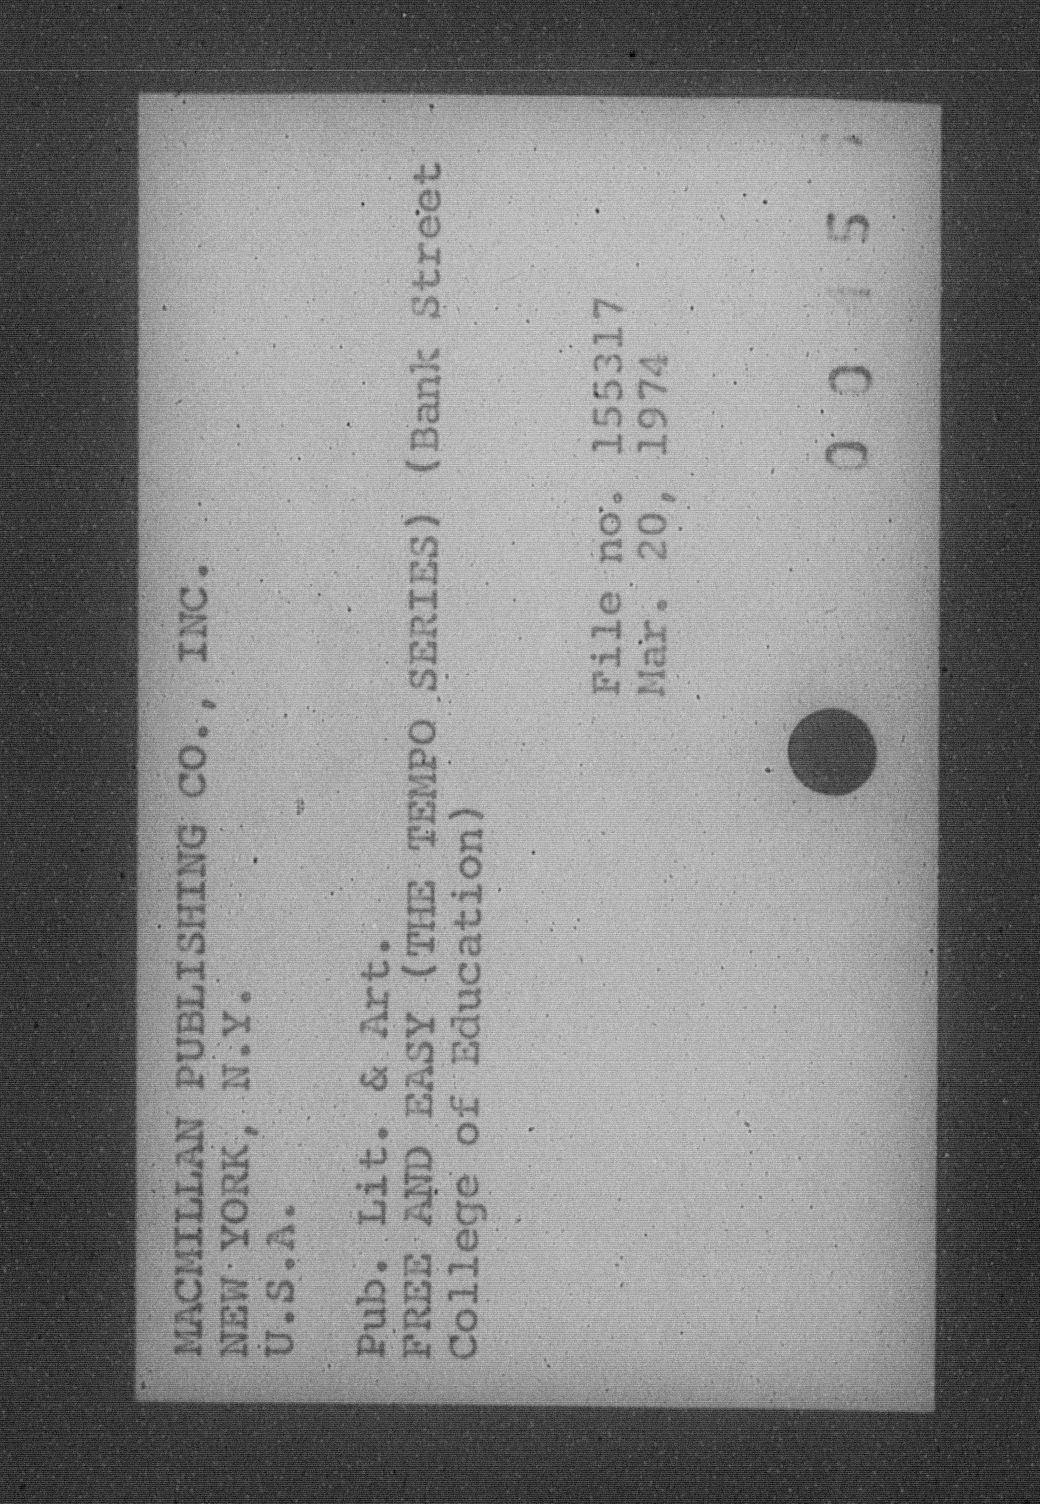 MACMILLAN PUBLISHING CO., INC.
NEW YORK, N.Y.
U.S.A.
Pub. Lit. & Art.
FREE AND EASY (THE TEMPO SERIES) (Bank Street
College of Education)
File no. 155317
Mar. 20, 1974